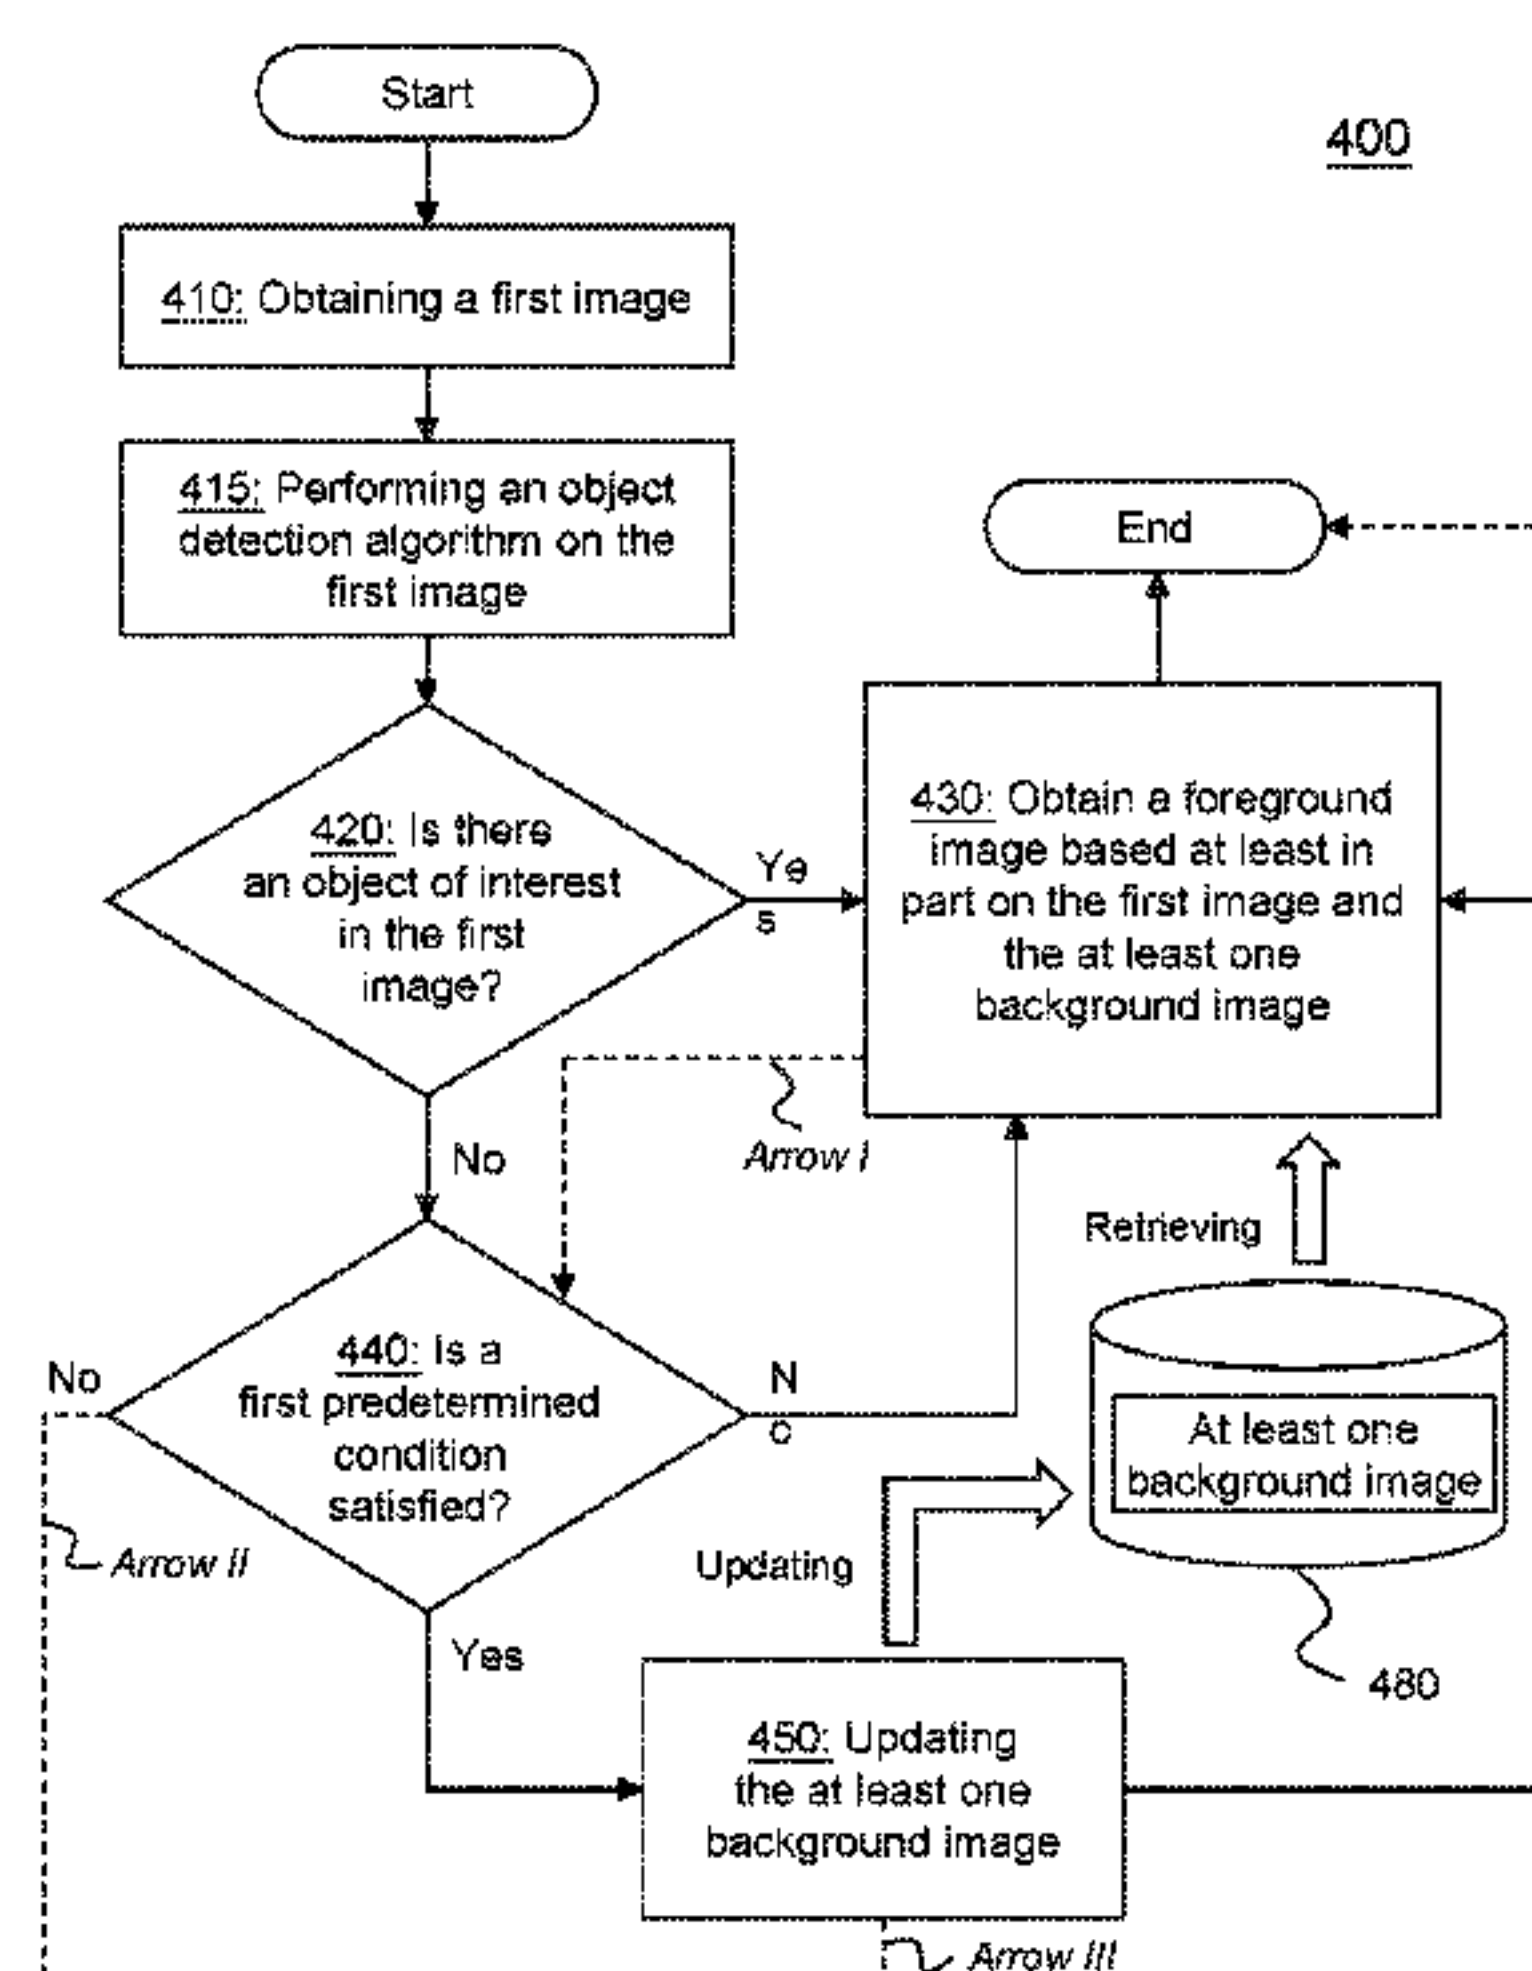 Start
400
410: Obtaining a first image
415: Performing an object
detection algorithm on the
first image
End
420: Is there
an object of interest
in the first
image?
Ye
s
430: Obtain a foreground
image based at least in
part on the first image and
the at least one
background image
Arrow I
No
Retrieving
440: Is a
first predetermined
condition
satisfied?
No
N
o
At least one
background image
Arrow II
Updating
Yes
480
450: Updating
the at least one
background image
Arrow III